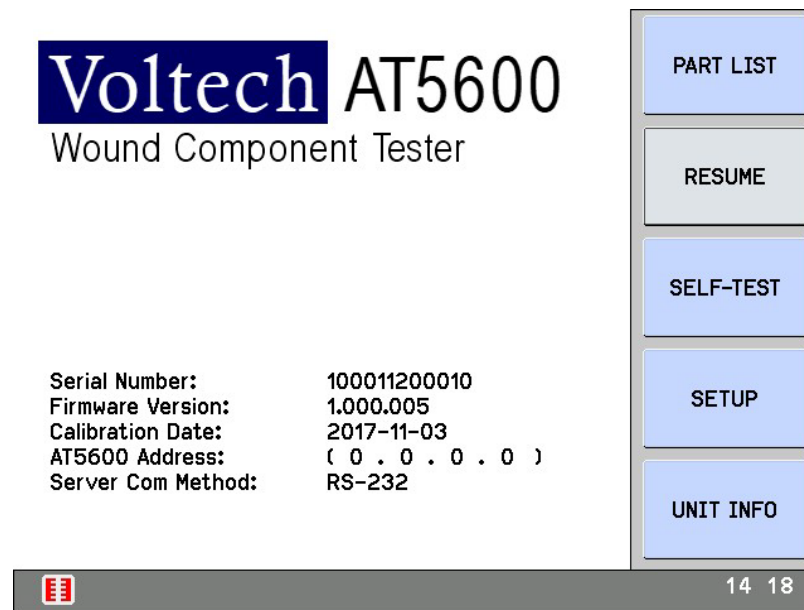 Voltech AT5600
Wound Component Tester
Serial Number: 100011200010
Firmware Version: 1.000.005
Calibration Date: 2017-11-03
AT5600 Address: ( 0 . 0 . 0 . 0 )
Server Com Method: RS-232
PART LIST
RESUME
SELF-TEST
SETUP
UNIT INFO
14 18